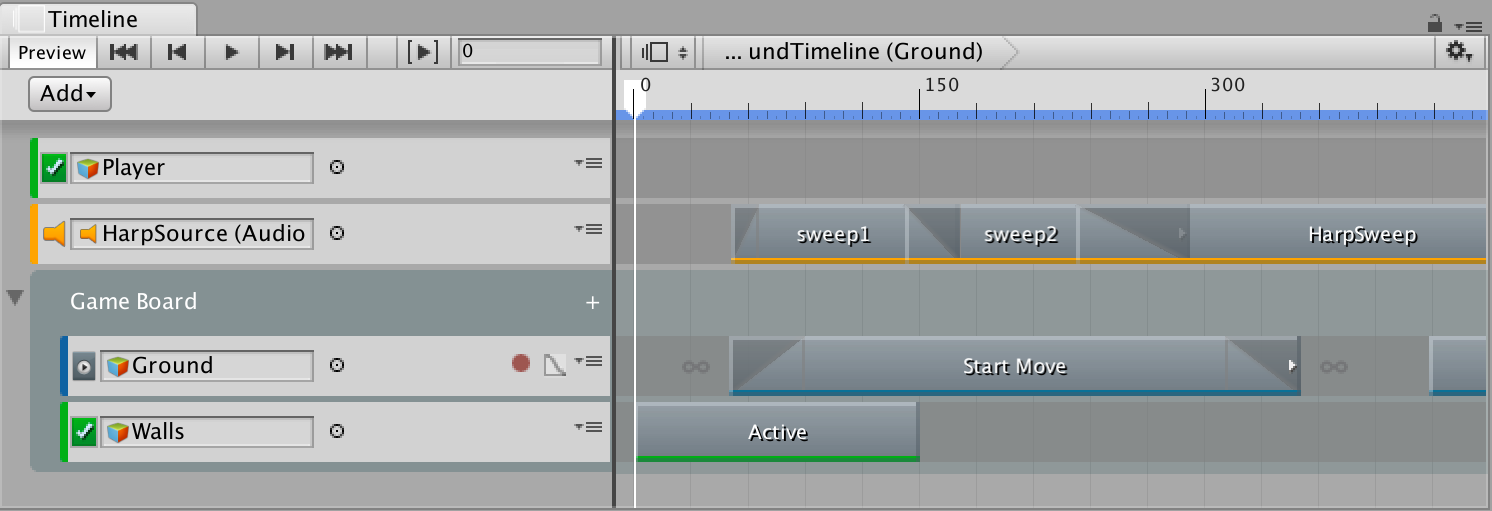 Timeline
Preview 0 ... undTimeline (Ground)
Add 0 150 300
Player
HarpSource (Audio sweep1 sweep2 HarpSweep
Game Board +
Ground Start Move
Walls Active